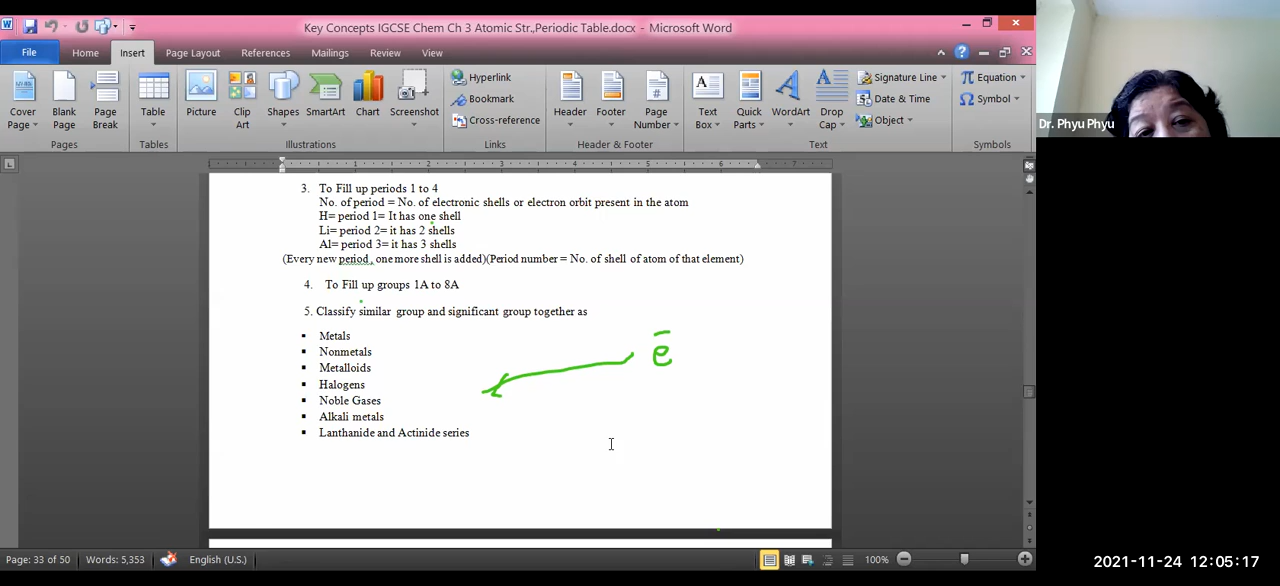 Key Concepts IGCSE Chem Ch 3 Atomic Str.,Periodic Table.docx - Microsoft Word
File Home Insert Page Layout References Mailings Review View
Cover Page
Blank Page
Page Break
Table
Picture
Clip Art
Shapes
SmartArt
Chart
Screenshot
Hyperlink
Bookmark
Cross-reference
Header
Footer
Page Number
Text Box
Quick Parts
WordArt
Drop Cap
Signature Line
Date & Time
Object
Equation
Symbol
Pages Tables Illustrations Links Header & Footer Text Symbols
Dr. Phyu Phyu
1 2 3 4 5 6 7
3. To Fill up periods 1 to 4
No. of period = No. of electronic shells or electron orbit present in the atom
H= period 1= It has one shell
Li= period 2= it has 2 shells
Al= period 3= it has 3 shells
(Every new period, one more shell is added)(Period number = No. of shell of atom of that element)
4. To Fill up groups 1A to 8A
5. Classify similar group and significant group together as
▪ Metals
▪ Nonmetals
▪ Metalloids
▪ Halogens
▪ Noble Gases
▪ Alkali metals
▪ Lanthanide and Actinide series
e̅
Page: 33 of 50 Words: 5,353 English (U.S.) 100%
2021-11-24 12:05:17